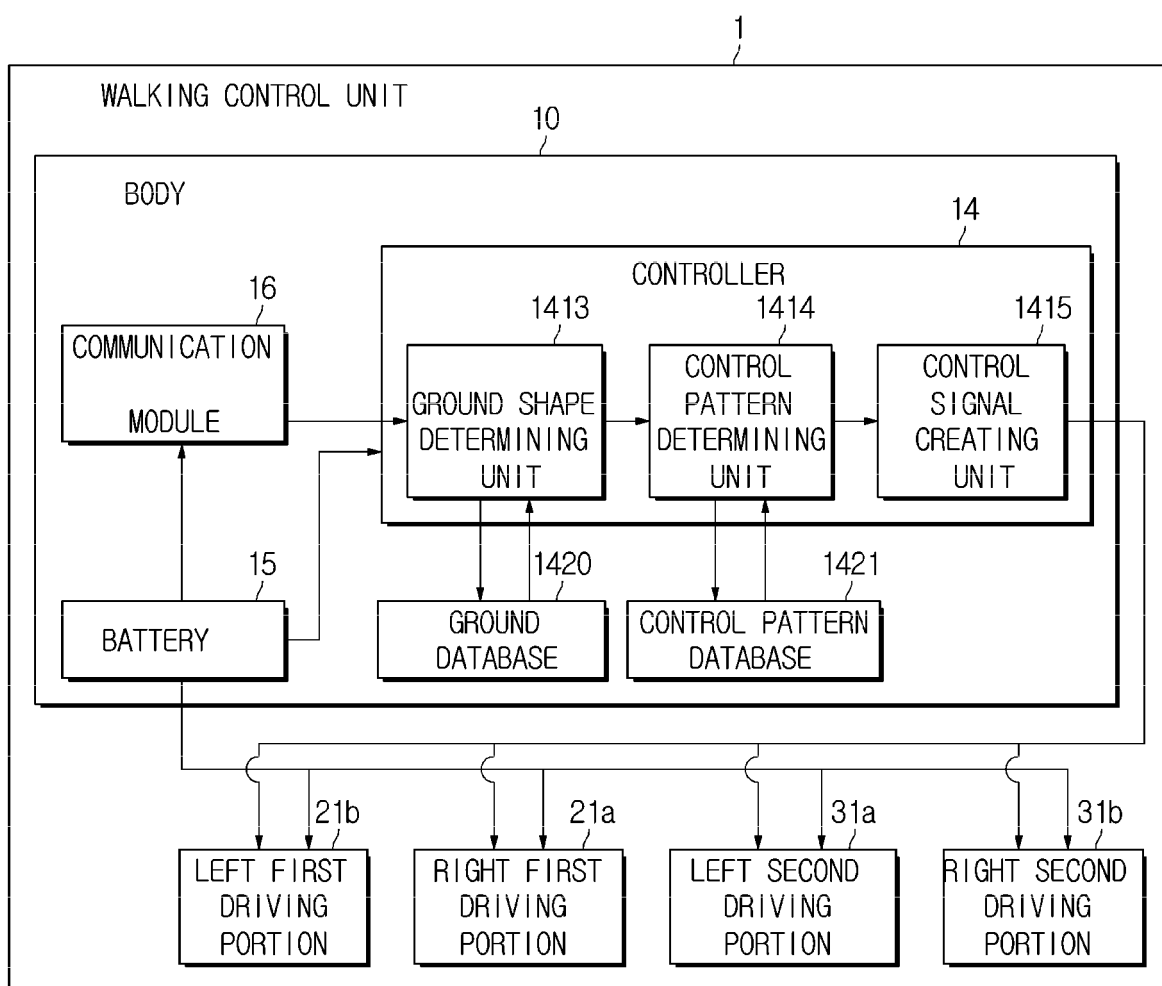 1
WALKING CONTROL UNIT
10
BODY
14
CONTROLLER
16
COMMUNICATION
MODULE
1413
GROUND SHAPE
DETERMINING
UNIT
1414
CONTROL
PATTERN
DETERMINING
UNIT
1415
CONTROL
SIGNAL
CREATING
UNIT
15
BATTERY
1420
GROUND
DATABASE
1421
CONTROL PATTERN
DATABASE
21b
LEFT FIRST
DRIVING
PORTION
21a
RIGHT FIRST
DRIVING
PORTION
31a
LEFT SECOND
DRIVING
PORTION
31b
RIGHT SECOND
DRIVING
PORTION